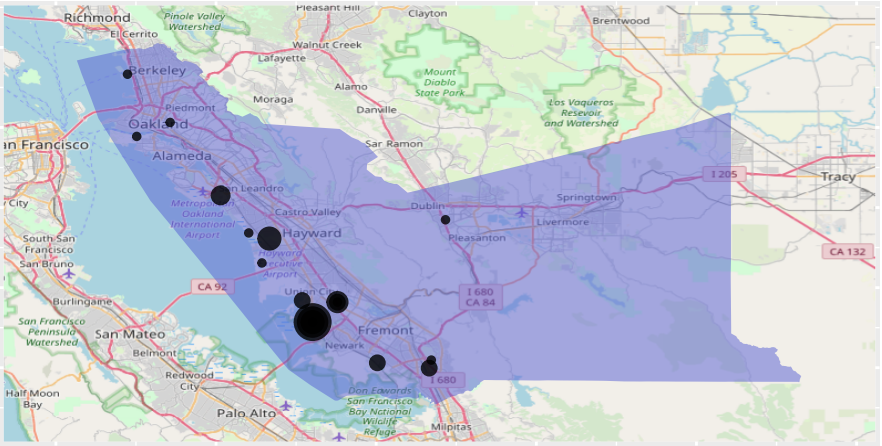 Richmond
Pinole Valley
Watershed
Pleasant Hill
Clayton
El Cerrito
Brentwood
Walnut Creek
Lafayette
Berkeley
Mount
Diablo
State Park
Alamo
Moraga
Danville
Los Vaqueros
Resevoir
and Watershed
Piedmont
Oakland
an Francisco
San Ramon
Alameda
I 205
Tracy
n Leandro
Metropolitan
Oakland
International
Airport
City
Castro Valley
Dublin
Springtown
Livermore
Hayward
Pleasanton
South San
Francisco
San Bruno
Hayward
Executive
Airport
CA 132
CA 92
Union City
I 680
CA 84
Burlingame
San Francisco
Peninsula
Watershed
San Mateo
Belmont
Fremont
Newark
Redwood
City
I 680
Half Moon
Bay
Palo Alto
Don Edwards
San Francisco
Bay National
Wildlife
Refuge
Milpitas